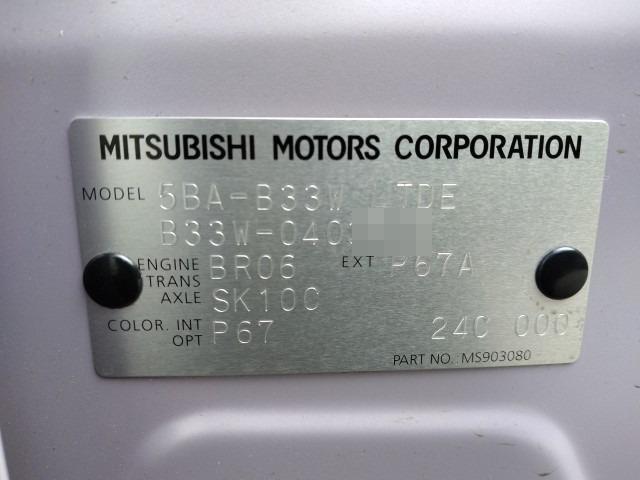 MITSUBISHI MOTORS CORPORATION
MODEL 5BA-B33W LTDE
B33W-040
ENGINE BR06 EXT P67A
TRANS
AXLE SK10C
COLOR. INT P67 24C 000
OPT
PART NO.: MS903080